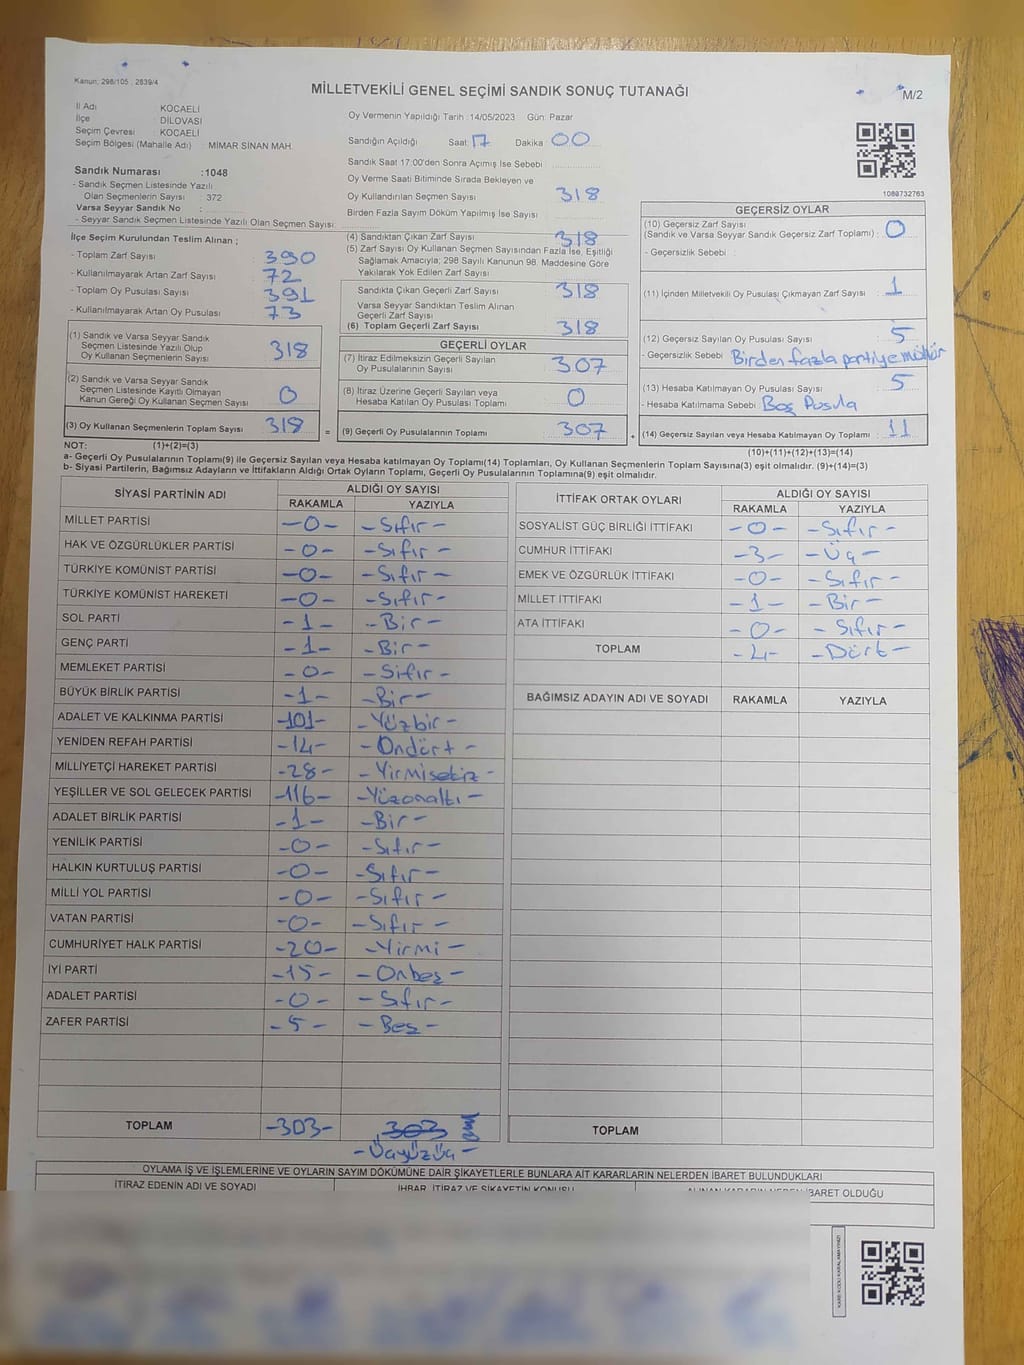 Kanun: 298/105 ; 2839/4
MİLLETVEKİLİ GENEL SEÇİMİ SANDIK SONUÇ TUTANAĞI
M/2
İl Adı : KOCAELİ
İlçe : DİLOVASI
Seçim Çevresi : KOCAELİ
Seçim Bölgesi (Mahalle Adı) : MİMAR SİNAN MAH.
Oy Vermenin Yapıldığı Tarih : 14/05/2023 Gün: Pazar
Sandığın Açıldığı Saat: 17 Dakika 00
Sandık Saat 17:00'den Sonra Açımış İse Sebebi
Sandık Numarası :1048
- Sandık Seçmen Listesinde Yazılı
Olan Seçmenlerin Sayısı : 372
Varsa Seyyar Sandık No :
- Seyyar Sandık Seçmen Listesinde Yazılı Olan Seçmen Sayısı:
Oy Verme Saati Bitiminde Sırada Bekleyen ve
Oy Kullandırılan Seçmen Sayısı 318
Birden Fazla Sayım Döküm Yapılmış İse Sayısı
1089732763
İlçe Seçim Kurulundan Teslim Alınan ;
- Toplam Zarf Sayısı : 390
- Kullanılmayarak Artan Zarf Sayısı : 72
- Toplam Oy Pusulası Sayısı : 391
- Kullanılmayarak Artan Oy Pusulası : 73
(4) Sandıktan Çıkan Zarf Sayısı 318
(5) Zarf Sayısı Oy Kullanan Seçmen Sayısından Fazla İse, Eşitliği
Sağlamak Amacıyla; 298 Sayılı Kanunun 98. Maddesine Göre
Yakılarak Yok Edilen Zarf Sayısı
Sandıkta Çıkan Geçerli Zarf Sayısı 318
Varsa Seyyar Sandıktan Teslim Alınan
Geçerli Zarf Sayısı
(6) Toplam Geçerli Zarf Sayısı 318
GEÇERSİZ OYLAR
(10) Geçersiz Zarf Sayısı
(Sandık ve Varsa Seyyar Sandık Geçersiz Zarf Toplamı) : 0
- Geçersizlik Sebebi :
(11) İçinden Milletvekili Oy Pusulası Çıkmayan Zarf Sayısı : 1
(12) Geçersiz Sayılan Oy Pusulası Sayısı : 5
- Geçersizlik Sebebi Birden fazla partiye mühür
(13) Hesaba Katılmayan Oy Pusulası Sayısı : 5
- Hesaba Katılmama Sebebi Boş Pusula
(14) Geçersiz Sayılan veya Hesaba Katılmayan Oy Toplamı : 11
(1) Sandık ve Varsa Seyyar Sandık
Seçmen Listesinde Yazılı Olup
Oy Kullanan Seçmenlerin Sayısı : 318
(2) Sandık ve Varsa Seyyar Sandık
Seçmen Listesinde Kayıtlı Olmayan
Kanun Gereği Oy Kullanan Seçmen Sayısı : 0
(3) Oy Kullanan Seçmenlerin Toplam Sayısı : 318 =
GEÇERLİ OYLAR
(7) İtiraz Edilmeksizin Geçerli Sayılan
Oy Pusulalarının Sayısı : 307
(8) İtiraz Üzerine Geçerli Sayılan veya
Hesaba Katılan Oy Pusulası Toplamı : 0
(9) Geçerli Oy Pusulalarının Toplamı : 307 +
NOT: (1)+(2)=(3)
(10)+(11)+(12)+(13)=(14)
a- Geçerli Oy Pusulalarının Toplamı(9) ile Geçersiz Sayılan veya Hesaba katılmayan Oy Toplamı(14) Toplamları, Oy Kullanan Seçmenlerin Toplam Sayısına(3) eşit olmalıdır. (9)+(14)=(3)
b- Siyasi Partilerin, Bağımsız Adayların ve İttifakların Aldığı Ortak Oyların Toplamı, Geçerli Oy Pusulalarının Toplamına(9) eşit olmalıdır.
SİYASİ PARTİNİN ADI ALDIĞI OY SAYISI
RAKAMLA YAZIYLA
MİLLET PARTİSİ -0- -Sıfır-
HAK VE ÖZGÜRLÜKLER PARTİSİ -0- -Sıfır-
TÜRKİYE KOMÜNİST PARTİSİ -0- -Sıfır-
TÜRKİYE KOMÜNİST HAREKETİ -0- -Sıfır-
SOL PARTİ -1- -Bir-
GENÇ PARTİ -1- -Bir-
MEMLEKET PARTİSİ -0- -Sıfır-
BÜYÜK BİRLİK PARTİSİ -1- -Bir-
ADALET VE KALKINMA PARTİSİ -101- -Yüzbir-
YENİDEN REFAH PARTİSİ -14- -Ondört-
MİLLİYETÇİ HAREKET PARTİSİ -28- -Yirmisekiz-
YEŞİLLER VE SOL GELECEK PARTİSİ -116- -Yüzonaltı-
ADALET BİRLİK PARTİSİ -1- -Bir-
YENİLİK PARTİSİ -0- -Sıfır-
HALKIN KURTULUŞ PARTİSİ -0- -Sıfır-
MİLLİ YOL PARTİSİ -0- -Sıfır-
VATAN PARTİSİ -0- -Sıfır-
CUMHURİYET HALK PARTİSİ -20- -Yirmi-
İYİ PARTİ -15- -Onbeş-
ADALET PARTİSİ -0- -Sıfır-
ZAFER PARTİSİ -5- -Beş-
TOPLAM -303- 303
-Üçyüzüç-
İTTİFAK ORTAK OYLARI ALDIĞI OY SAYISI
RAKAMLA YAZIYLA
SOSYALİST GÜÇ BİRLİĞİ İTTİFAKI -0- -Sıfır-
CUMHUR İTTİFAKI -3- -Üç-
EMEK VE ÖZGÜRLÜK İTTİFAKI -0- -Sıfır-
MİLLET İTTİFAKI -1- -Bir-
ATA İTTİFAKI -0- -Sıfır-
TOPLAM -4- -Dört-
BAĞIMSIZ ADAYIN ADI VE SOYADI RAKAMLA YAZIYLA
TOPLAM
OYLAMA İŞ VE İŞLEMLERİNE VE OYLARIN SAYIM DÖKÜMÜNE DAİR ŞİKAYETLERLE BUNLARA AİT KARARLARIN NELERDEN İBARET BULUNDUKLARI
İTİRAZ EDENİN ADI VE SOYADI İHBAR, İTİRAZ VE ŞİKAYETİN KONUSU ALINAN KARARIN NEDEN İBARET OLDUĞU
KARE KODU KARALAMAYINIZ!